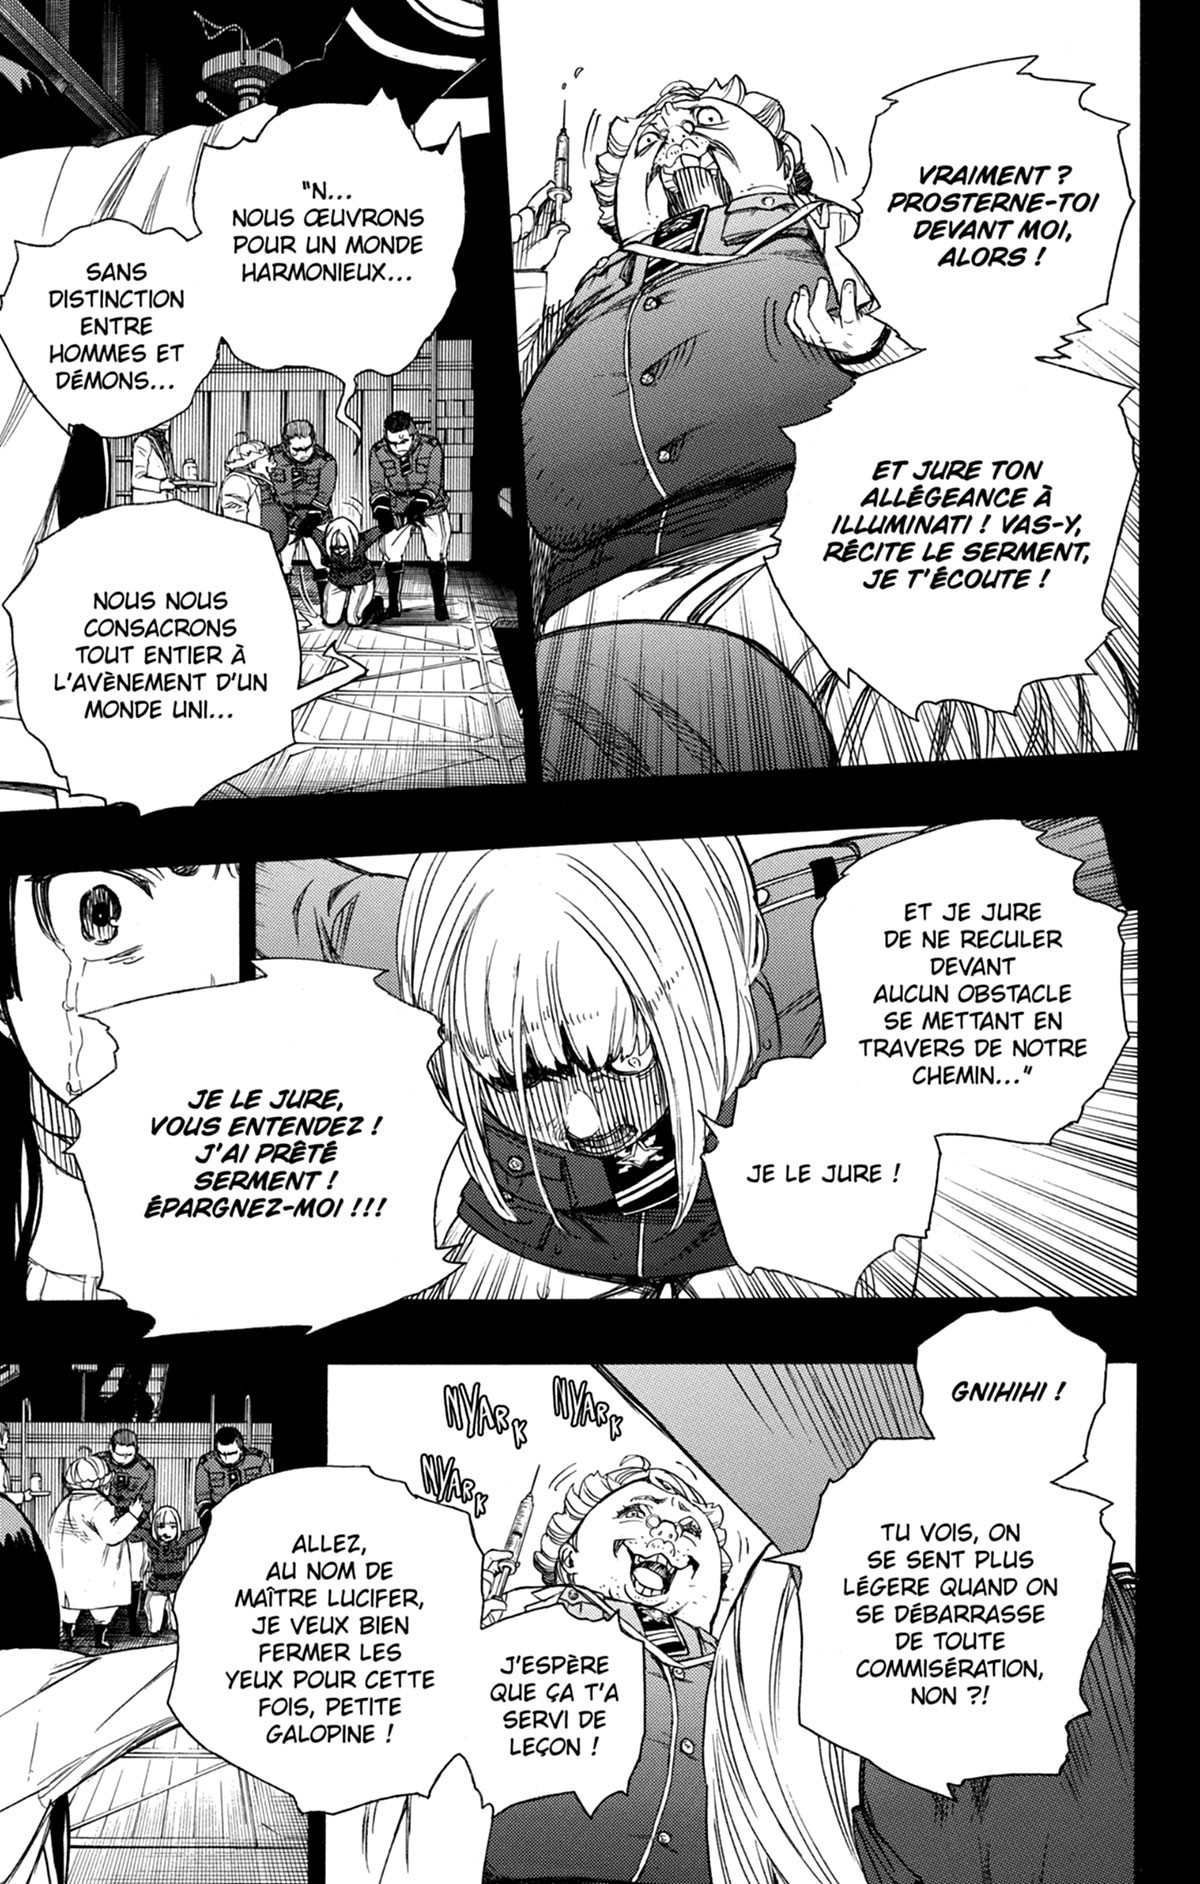 VRAIMENT ?
PROSTERNE-TOI
DEVANT MOI,
ALORS !
ET JURE TON
ALLÉGEANCE À
ILLUMINATI ! VAS-Y,
RÉCITE LE SERMENT,
JE T'ÉCOUTE !
"N...
NOUS ŒUVRONS
POUR UN MONDE
HARMONIEUX...
SANS
DISTINCTION
ENTRE
HOMMES ET
DÉMONS...
NOUS NOUS
CONSACRONS
TOUT ENTIER À
L'AVÈNEMENT D'UN
MONDE UNI...
ET JE JURE
DE NE RECULER
DEVANT
AUCUN OBSTACLE
SE METTANT EN
TRAVERS DE NOTRE
CHEMIN..."
JE LE JURE !
JE LE JURE,
VOUS ENTENDEZ !
J'AI PRÊTÉ
SERMENT !
ÉPARGNEZ-MOI !!!
GNIHIHI !
TU VOIS, ON
SE SENT PLUS
LÉGÈRE QUAND ON
SE DÉBARRASSE
DE TOUTE
COMMISÉRATION,
NON ?!
NYARK
NYARK
NYARK
J'ESPÈRE
QUE ÇA T'A
SERVI DE
LEÇON !
ALLEZ,
AU NOM DE
MAÎTRE LUCIFER,
JE VEUX BIEN
FERMER LES
YEUX POUR CETTE
FOIS, PETITE
GALOPINE !